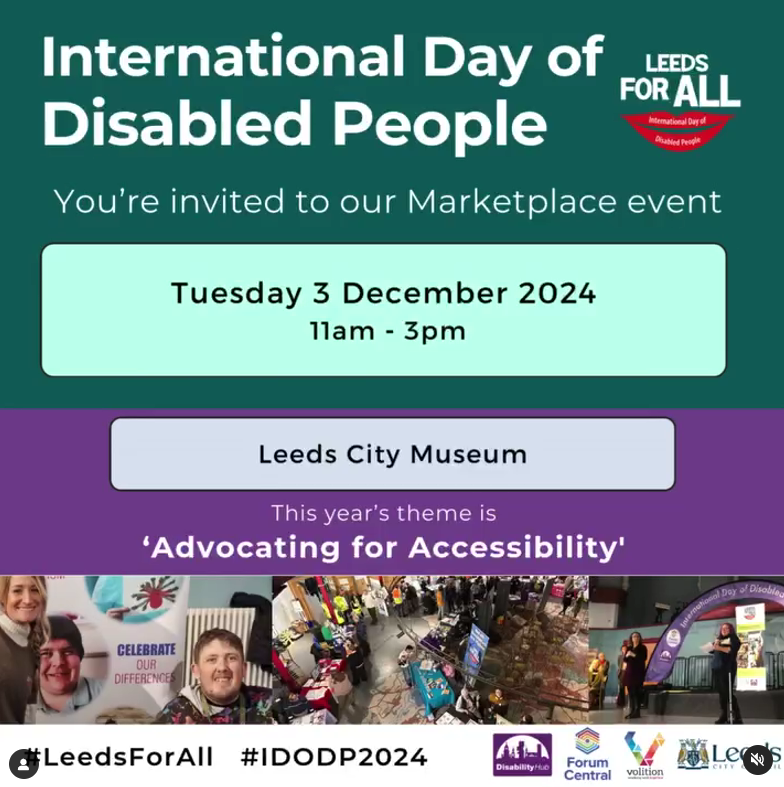 International Day of
Disabled People
LEEDS
FOR ALL
International Day of
Disabled People
You're invited to our Marketplace event
Tuesday 3 December 2024
11am - 3pm
Leeds City Museum
This year's theme is
‘Advocating for Accessibility'
CELEBRATE
OUR
DIFFERENCES
International Day of Disabled
#LeedsForAll #IDODP2024
DisabilityHub
Forum
Central
volition
Leeds
CITY COUNCIL